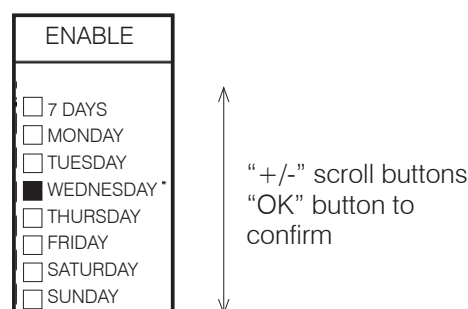 ENABLE
7 DAYS
MONDAY
TUESDAY
WEDNESDAY
THURSDAY
FRIDAY
SATURDAY
SUNDAY
“+/-” scroll buttons
“OK” button to
confirm